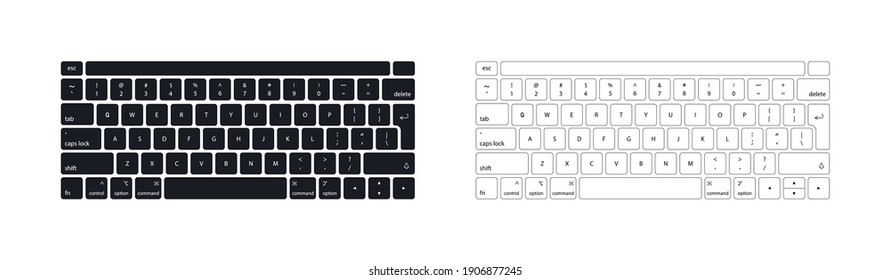 esc
~ ! @ # $ % ^ & * ( ) — +
` 1 2 3 4 5 6 7 8 9 0 - = delete
tab Q W E R T Y U I O P { }
[ ]
caps lock A S D F G H J K L : "
; ' | \
shift Z X C V B N M < > ?
, . /
fn control option command command option
esc
~ ! @ # $ % ^ & * ( ) — +
` 1 2 3 4 5 6 7 8 9 0 - = delete
tab Q W E R T Y U I O P { }
[ ]
caps lock A S D F G H J K L : "
; ' | \
shift Z X C V B N M < > ?
, . /
fn control option command command option
shutterstock.com · 1906877245